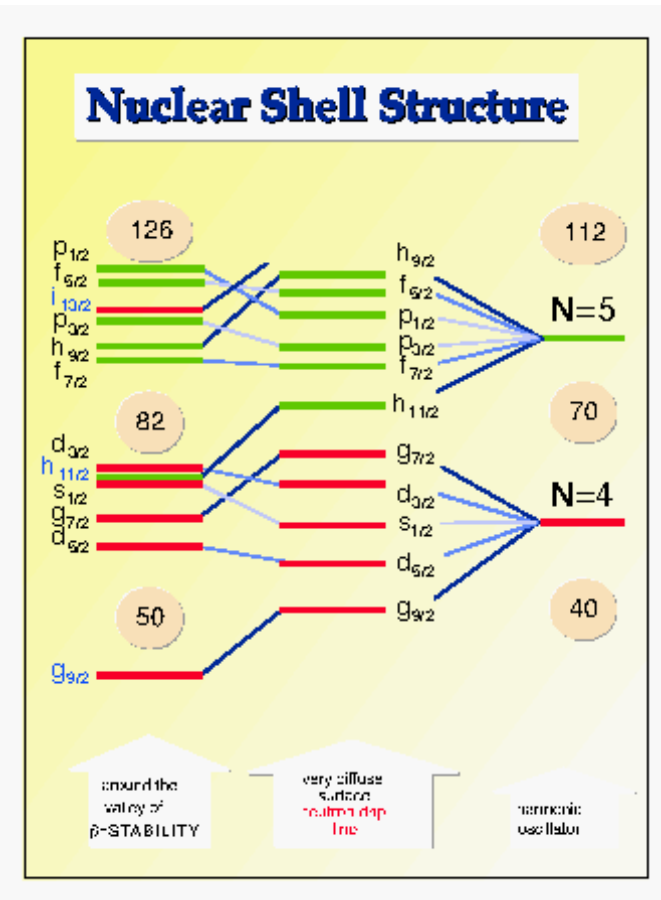 Nuclear Shell Structure
126
112
p1/2
f5/2
i13/2
p3/2
h9/2
f7/2
h9/2
f5/2
p1/2
p3/2
f7/2
h11/2
N=5
82
70
d3/2
h11/2
s1/2
g7/2
d5/2
g7/2
d3/2
s1/2
d5/2
g9/2
N=4
50
40
g9/2
around the
valley of
β-STABILITY
very diffuse
surface
neutron drip
line
harmonic
oscillator